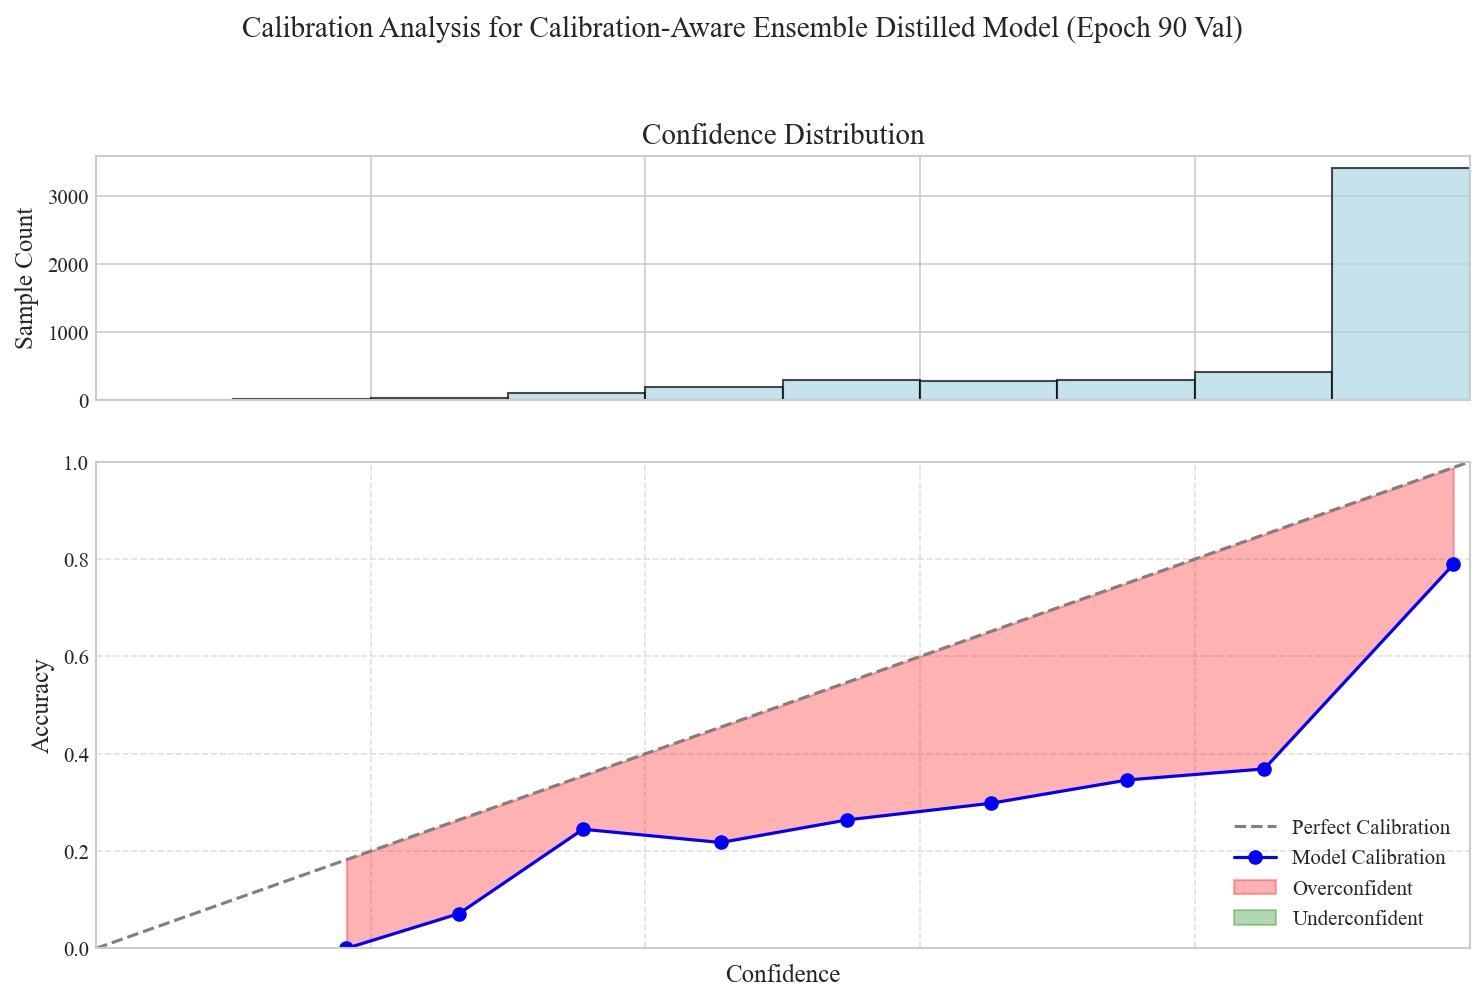 Calibration Analysis for Calibration-Aware Ensemble Distilled Model (Epoch 90 Val)
Confidence Distribution
Sample Count
3000
2000
1000
0
Accuracy
1.0
0.8
0.6
0.4
0.2
0.0
Perfect Calibration
Model Calibration
Overconfident
Underconfident
Confidence